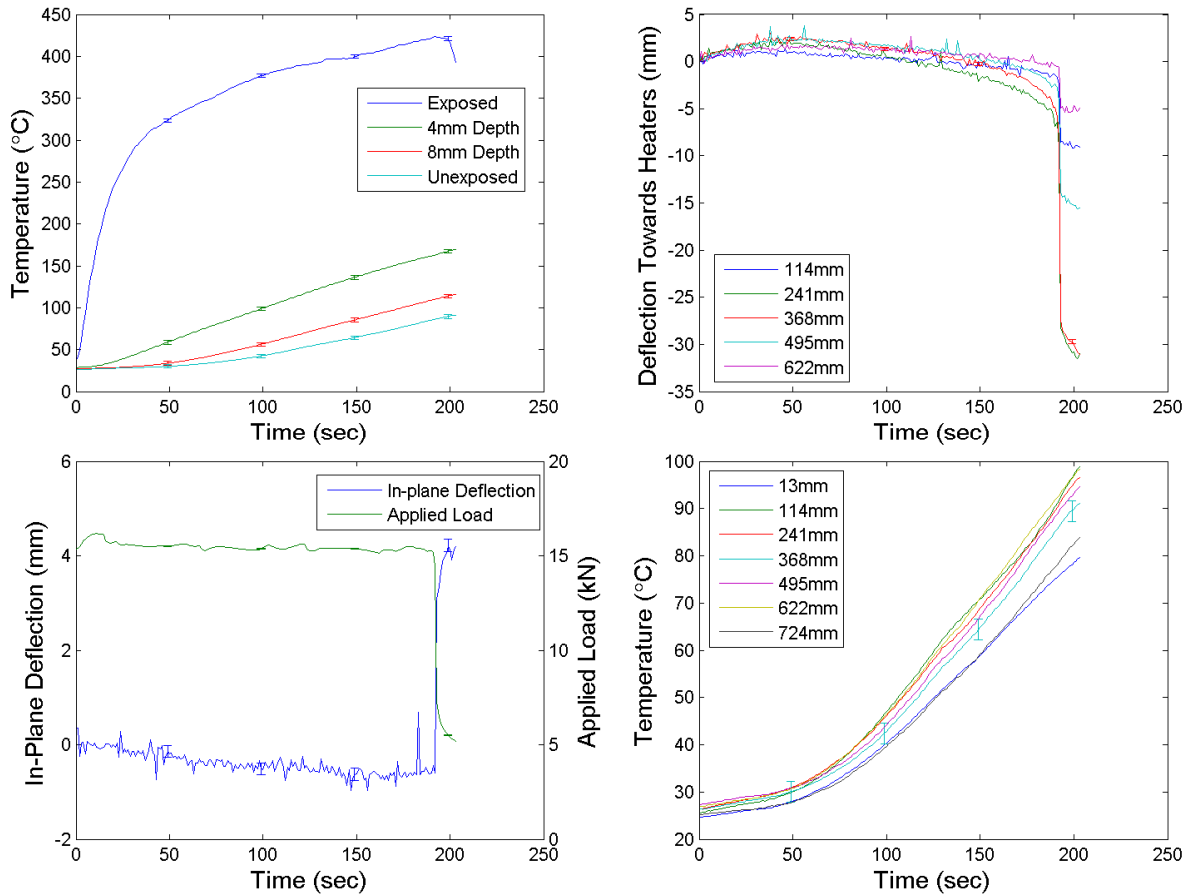 450
400
350
300
250
200
150
100
50
0
Temperature (°C)
Exposed
4mm Depth
8mm Depth
Unexposed
0 50 100 150 200 250
Time (sec)
5
0
-5
-10
-15
-20
-25
-30
-35
Deflection Towards Heaters (mm)
114mm
241mm
368mm
495mm
622mm
0 50 100 150 200 250
Time (sec)
6
4
2
0
-2
In-Plane Deflection (mm)
In-plane Deflection
Applied Load
20
15
10
5
0
Applied Load (kN)
0 50 100 150 200 250
Time (sec)
100
90
80
70
60
50
40
30
20
Temperature (°C)
13mm
114mm
241mm
368mm
495mm
622mm
724mm
0 50 100 150 200 250
Time (sec)